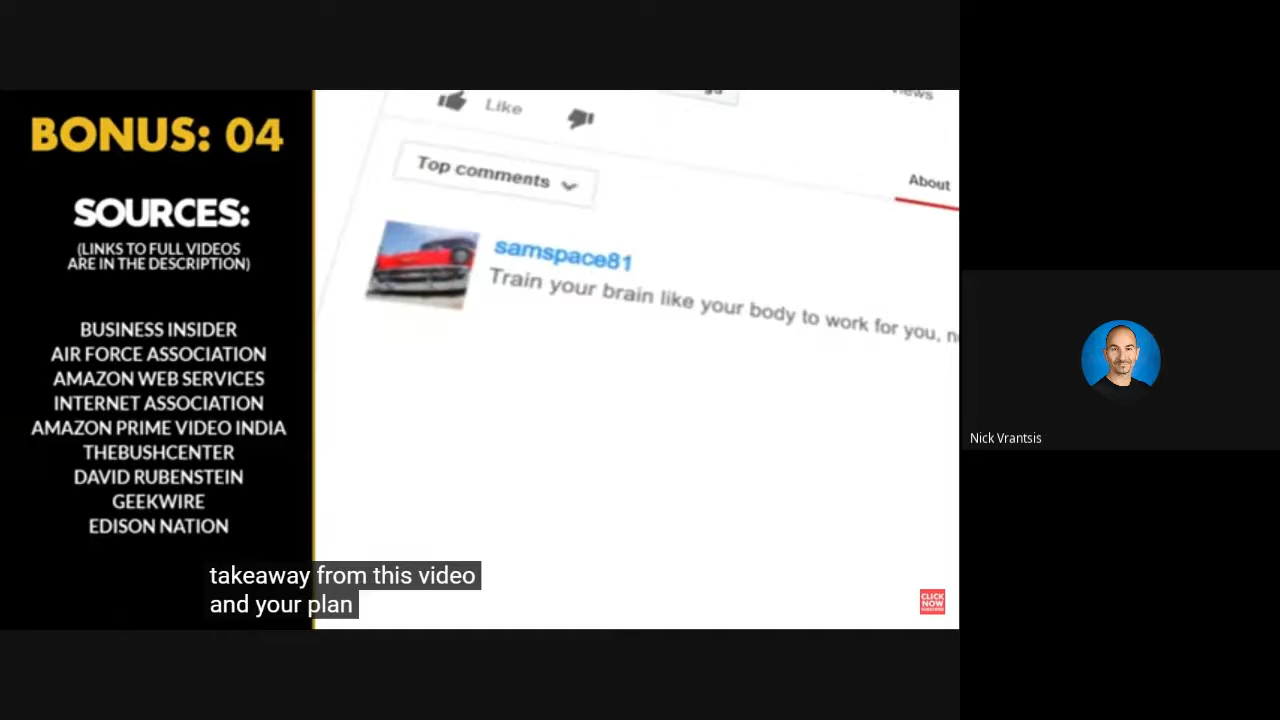 BONUS: 04
SOURCES:
(LINKS TO FULL VIDEOS
ARE IN THE DESCRIPTION)
BUSINESS INSIDER
AIR FORCE ASSOCIATION
AMAZON WEB SERVICES
INTERNET ASSOCIATION
AMAZON PRIME VIDEO INDIA
THEBUSHCENTER
DAVID RUBENSTEIN
GEEKWIRE
EDISON NATION
Like
Top comments
About
samspace81
Train your brain like your body to work for you,
takeaway from this video
and your plan
CLICK
NOW
Nick Vrantsis